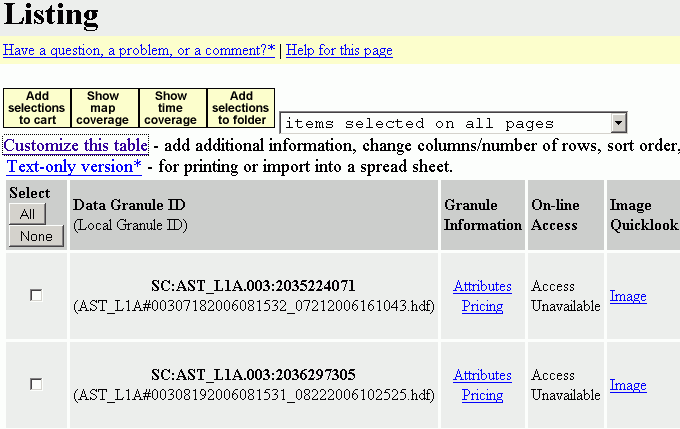 Listing
Have a question, a problem, or a comment?* | Help for this page
Add selections to cart
Show map coverage
Show time coverage
Add selections to folder
items selected on all pages
Customize this table - add additional information, change columns/number of rows, sort order,
Text-only version* - for printing or import into a spread sheet.
Select
All
None
Data Granule ID
(Local Granule ID)
Granule
Information
On-line
Access
Image
Quicklook
SC:AST_L1A.003:2035224071
(AST_L1A#00307182006081532_07212006161043.hdf)
Attributes
Pricing
Access
Unavailable
Image
SC:AST_L1A.003:2036297305
(AST_L1A#00308192006081531_08222006102525.hdf)
Attributes
Pricing
Access
Unavailable
Image